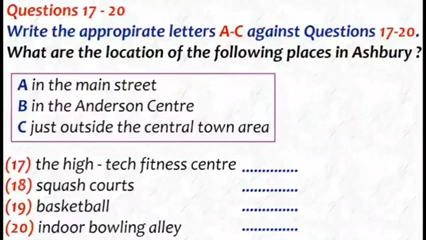 Questions 17 - 20
Write the appropirate letters A-C against Questions 17-20.
What are the location of the following places in Ashbury ?
A in the main street
B in the Anderson Centre
C just outside the central town area
(17) the high - tech fitness centre ..............
(18) squash courts ..............
(19) basketball ..............
(20) indoor bowling alley ..............